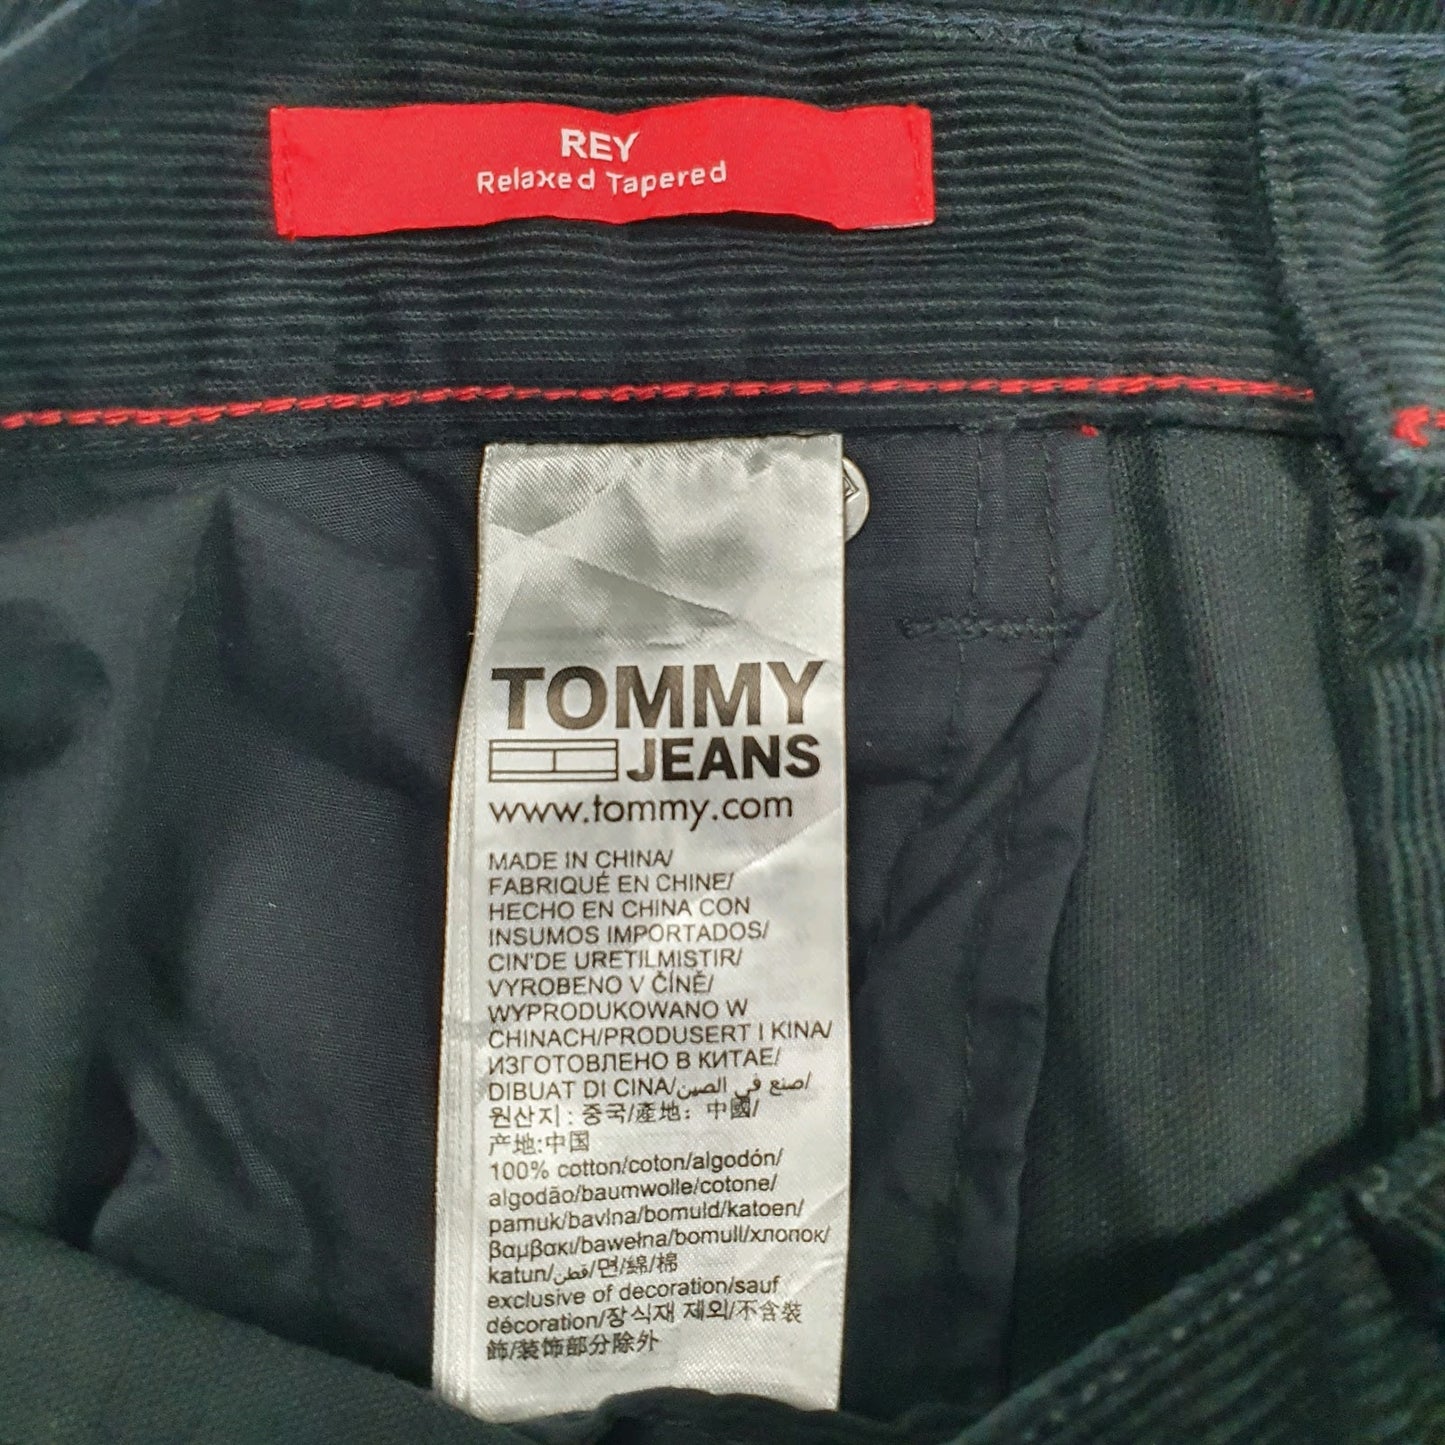 REY
Relaxed Tapered
TOMMY
JEANS
www.tommy.com
MADE IN CHINA/
FABRIQUÉ EN CHINE/
HECHO EN CHINA CON
INSUMOS IMPORTADOS/
CIN'DE URETILMISTIR/
VYROBENO V ČÍNĚ/
WYPRODUKOWANO W
CHINACH/PRODUSERT I KINA/
ИЗГОТОВЛЕНО В КИТАЕ/
DIBUAT DI CINA/صنع في الصين/
원산지 : 중국/產地：中國/
产地:中国
100% cotton/coton/algodón/
algodão/baumwolle/cotone/
pamuk/bavlna/bomuld/katoen/
βαμβακι/bawełna/bomull/хлопок/
katun/قطن/면/綿/棉
exclusive of decoration/sauf
décoration/장식재 제외/不含裝
飾/装饰部分除外